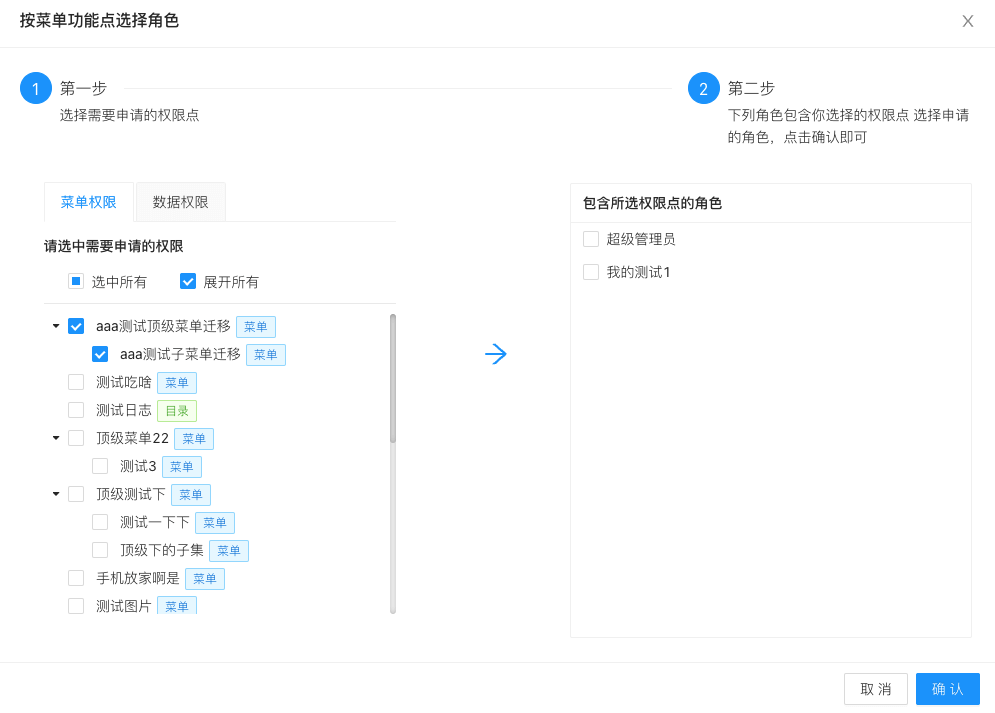 按菜单功能点选择角色
1 第一步
选择需要申请的权限点
2 第二步
下列角色包含你选择的权限点 选择申请
的角色，点击确认即可
菜单权限 数据权限
请选中需要申请的权限
选中所有 展开所有
aaa测试顶级菜单迁移 菜单
aaa测试子菜单迁移 菜单
测试吃啥 菜单
测试日志 目录
顶级菜单22 菜单
测试3 菜单
顶级测试下 菜单
测试一下下 菜单
顶级下的子集 菜单
手机放家啊是 菜单
测试图片 菜单
包含所选权限点的角色
超级管理员
我的测试1
取 消 确 认